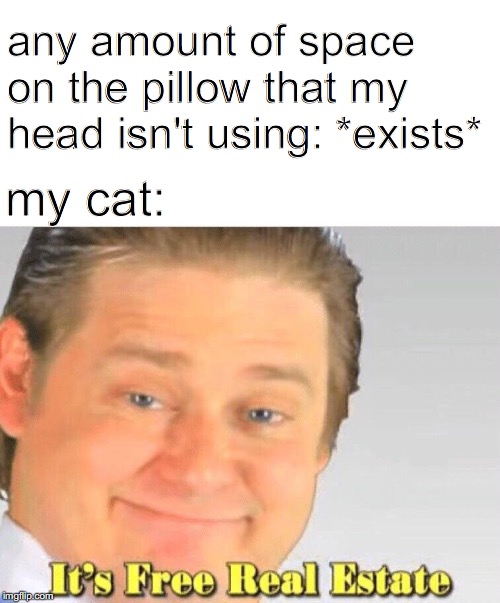 any amount of space
on the pillow that my
head isn't using: *exists*
my cat:
It's Free Real Estate
imgflip.com